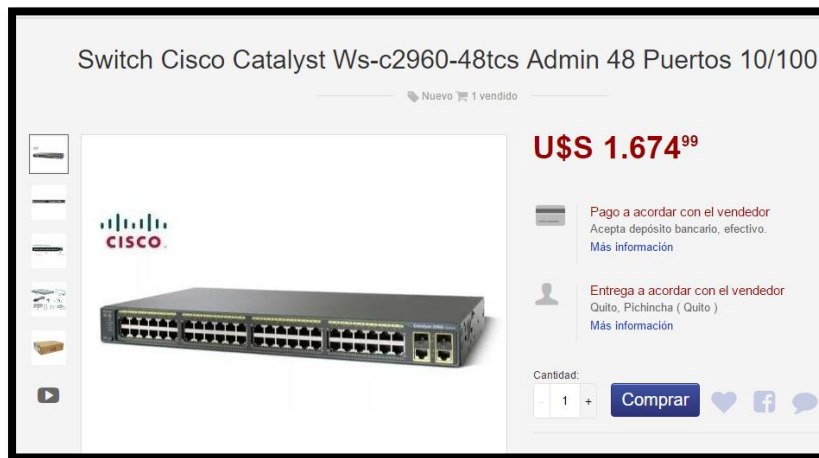 Switch Cisco Catalyst Ws-c2960-48tcs Admin 48 Puertos 10/100
Nuevo 1 vendido
U$S 1.674⁹⁹
CISCO.
Catalyst 2960
Pago a acordar con el vendedor
Acepta depósito bancario, efectivo.
Más información
Entrega a acordar con el vendedor
Quito, Pichincha ( Quito )
Más información
Cantidad:
- 1 +
Comprar